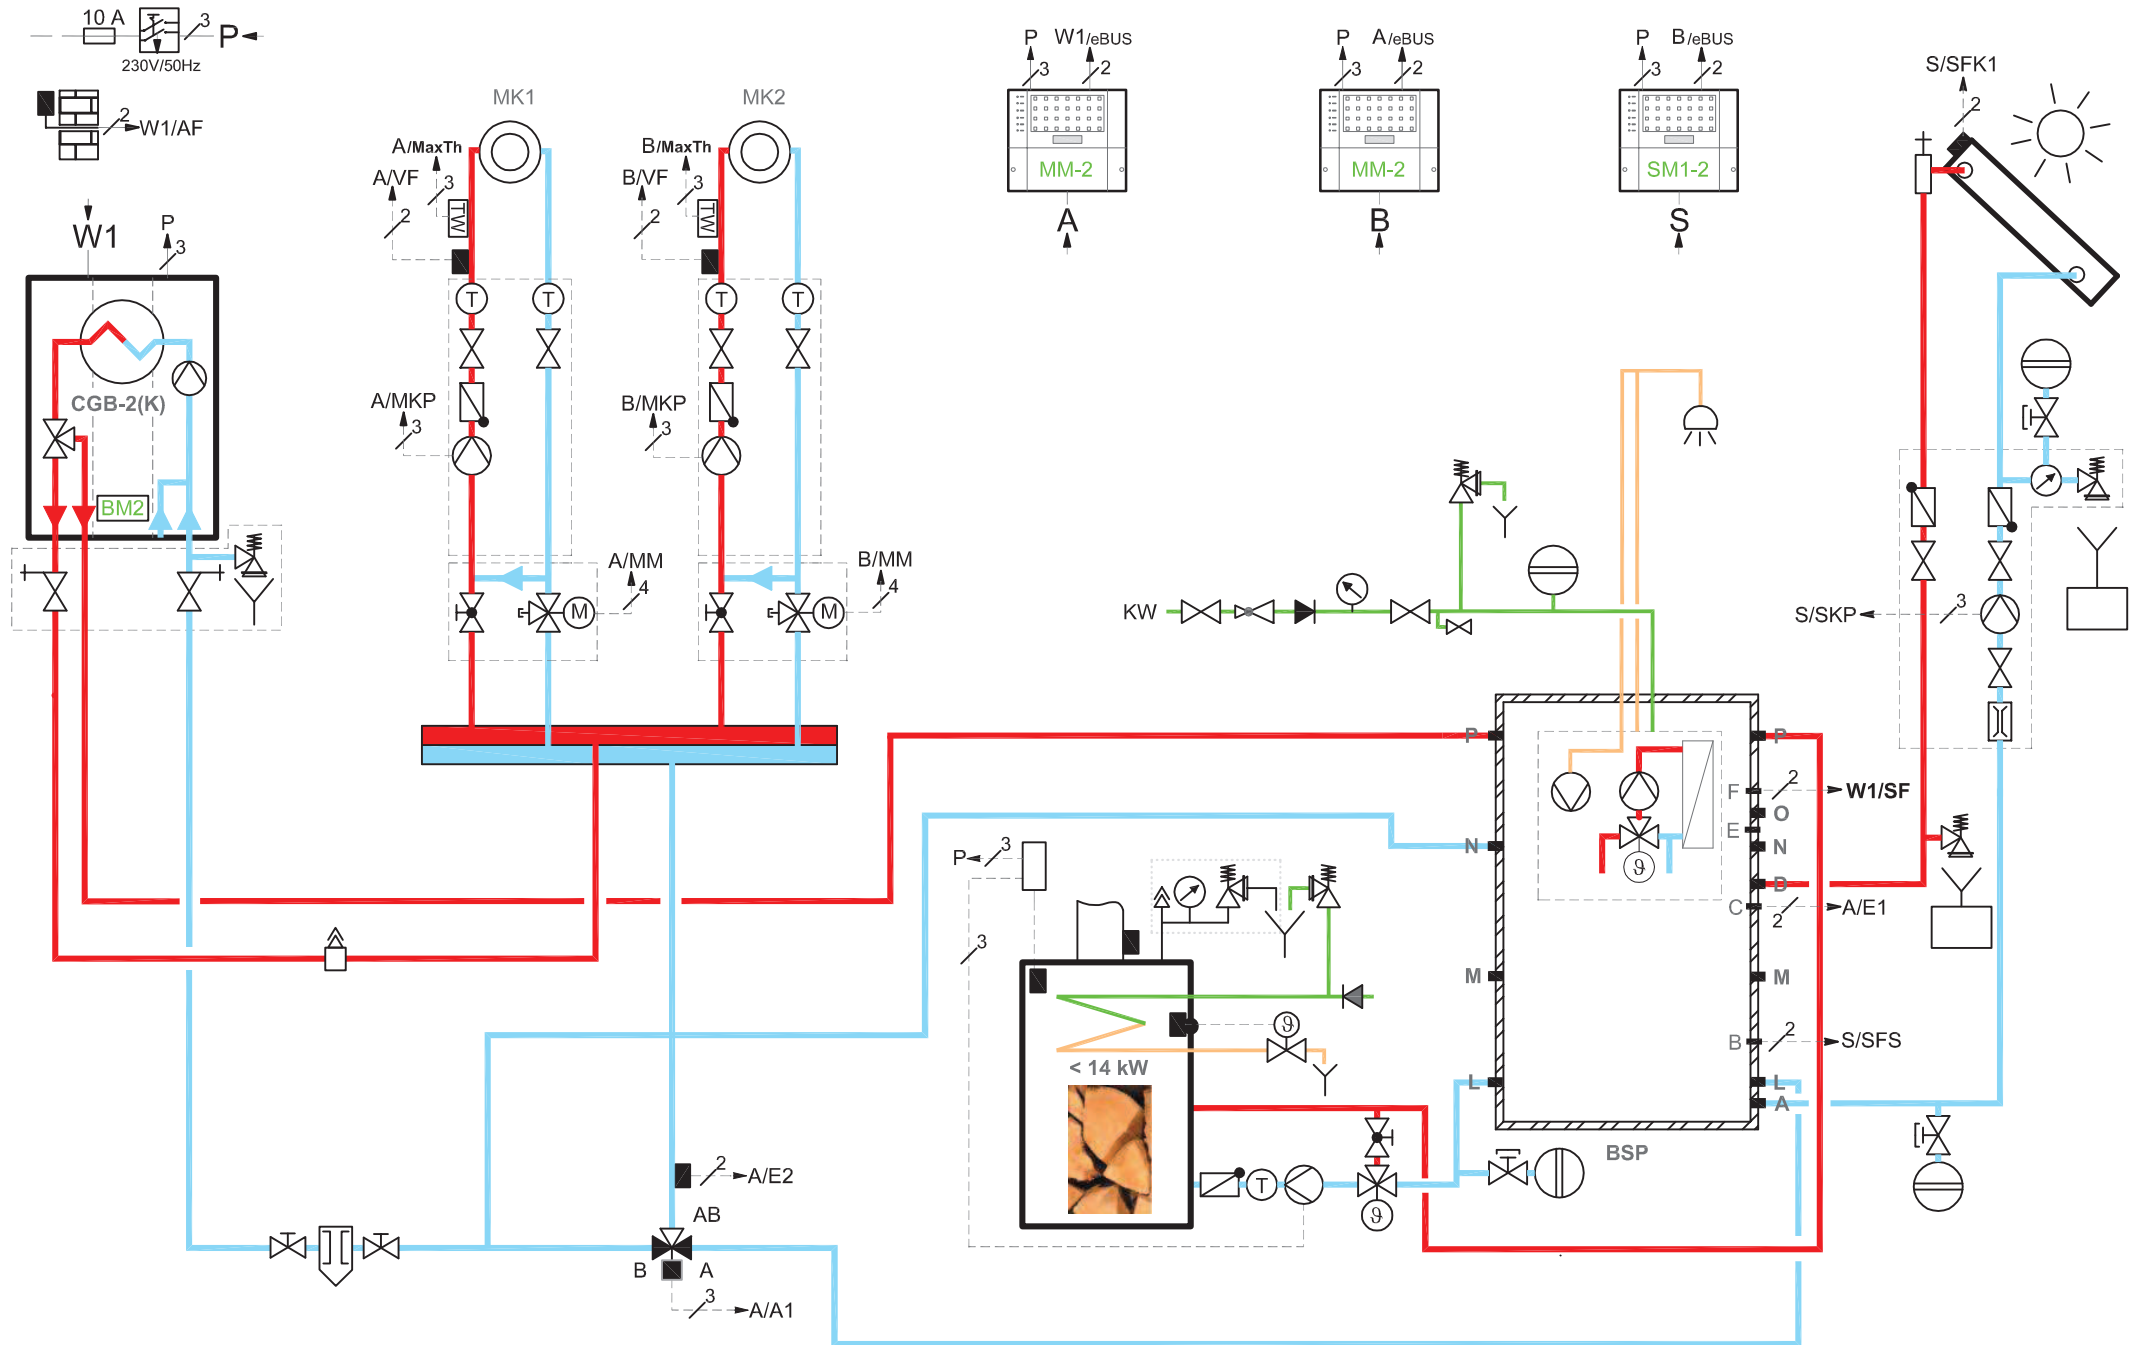 10 A
3
P
230V/50Hz
2
W1/AF
W1
P
3
CGB-2(K)
BM2
MK1
A/MaxTh
A/VF
3
2
TW
T
T
A/MKP
3
A/MM
4
M
MK2
B/MaxTh
B/VF
3
2
TW
T
T
B/MKP
3
B/MM
4
M
P
W1/eBUS
3
2
MM-2
A
P
A/eBUS
3
2
MM-2
B
P
B/eBUS
3
2
SM1-2
S
S/SFK1
2
S/SKP
3
KW
P
P
F
2
W1/SF
O
E
N
N
D
C
2
A/E1
M
M
B
2
S/SFS
L
L
A
BSP
ϑ
P
3
3
ϑ
< 14 kW
T
ϑ
2
A/E2
AB
B
A
3
A/A1